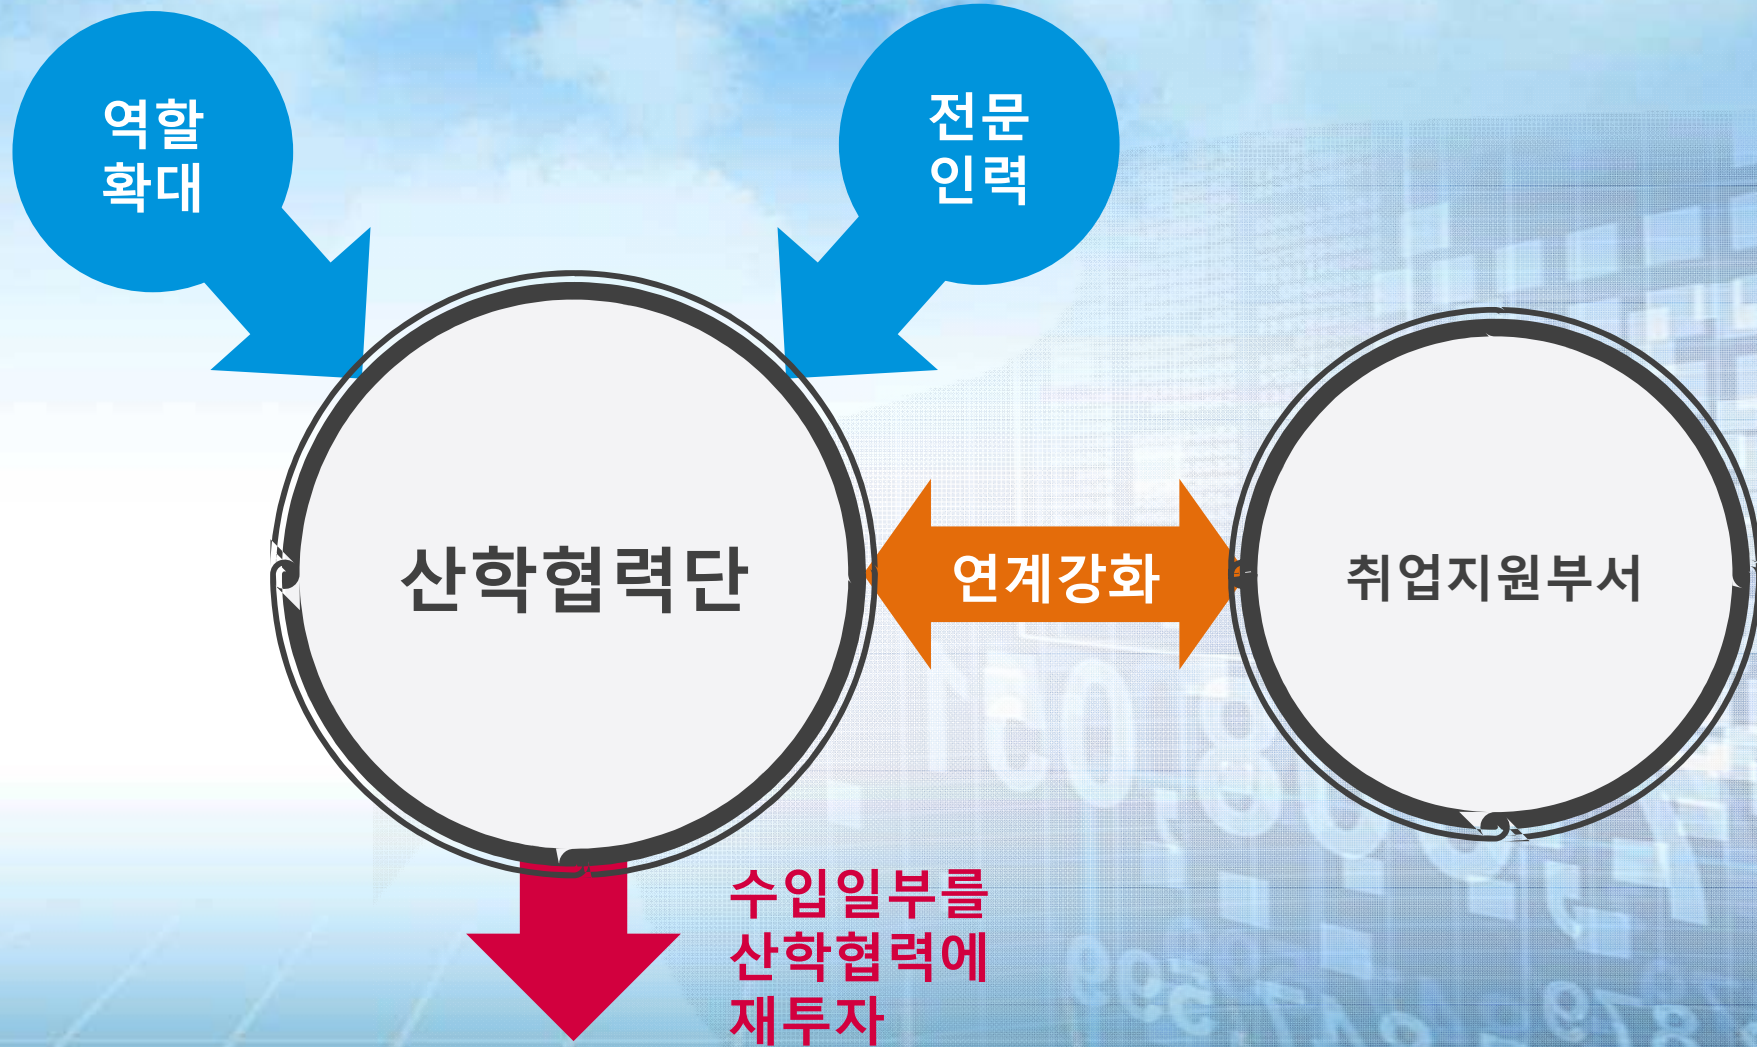 역할
확대
전문
인력
산학협력단
연계강화
취업지원부서
수입일부를
산학협력에
재투자